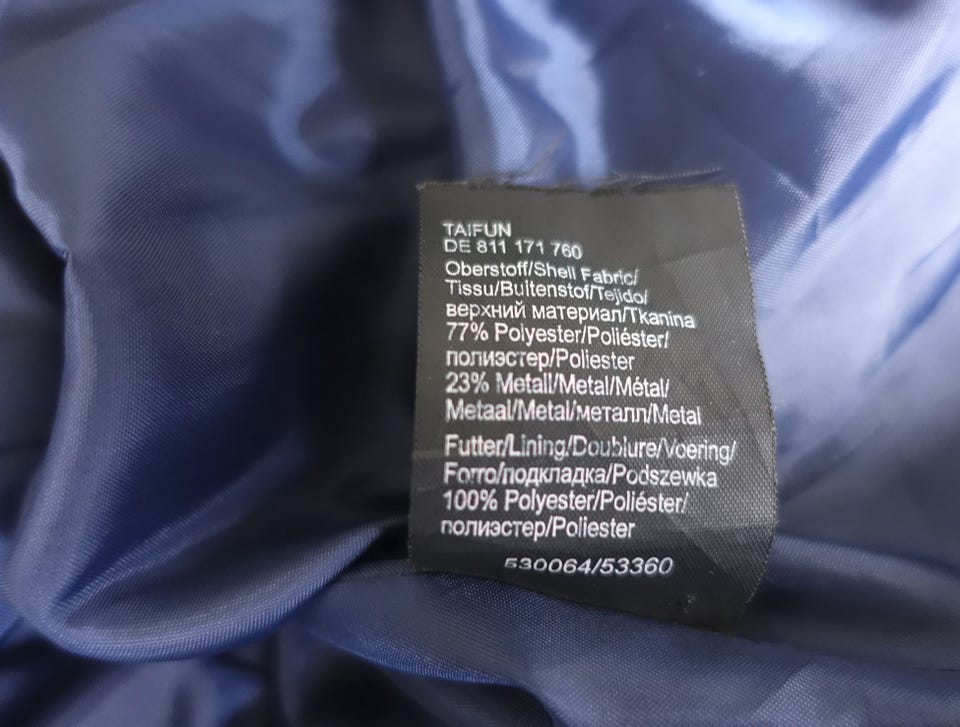 TAIFUN
DE 811 171 760
Oberstoff/Shell Fabric/
Tissu/Buitenstof/Tejido/
верхний материал/Tkanina
77% Polyester/Poliéster/
полиэстер/Poliester
23% Metall/Metal/Métal/
Metaal/Metal/металл/Metal
Futter/Lining/Doublure/Voering/
Forro/подкладка/Podszewka
100% Polyester/Poliéster/
полиэстер/Poliester
530064/53360